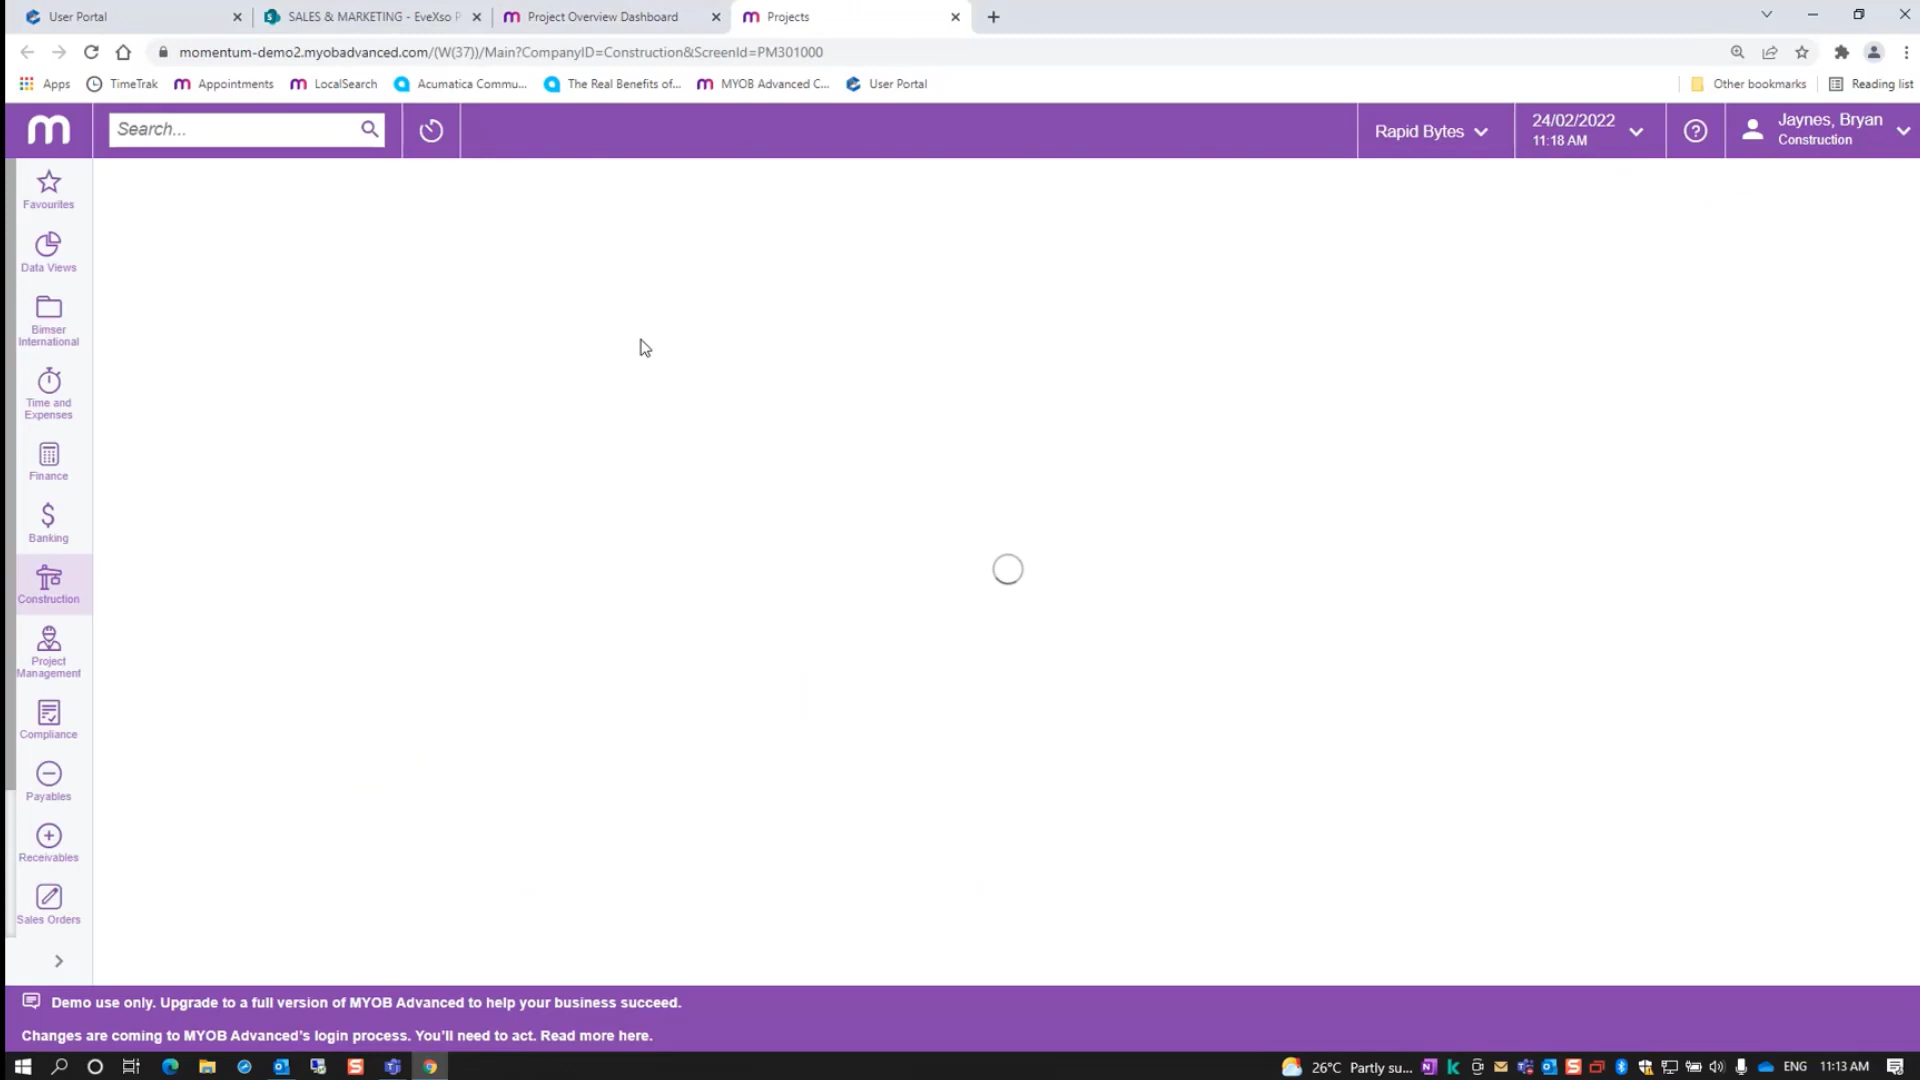 User Portal
SALES & MARKETING - EveXso P
Project Overview Dashboard
Projects
momentum-demo2.myobadvanced.com/(W(37))/Main?CompanyID=Construction&ScreenId=PM301000
Apps
TimeTrak
Appointments
LocalSearch
Acumatica Commu...
The Real Benefits of...
MYOB Advanced C...
User Portal
Other bookmarks
Reading list
Search...
Rapid Bytes
24/02/2022
11:18 AM
Jaynes, Bryan
Construction
Favourites
Data Views
Bimser
International
Time and
Expenses
Finance
Banking
Construction
Project
Management
Compliance
Payables
Receivables
Sales Orders
Demo use only. Upgrade to a full version of MYOB Advanced to help your business succeed.
Changes are coming to MYOB Advanced's login process. You'll need to act. Read more here.
26°C Partly su...
ENG
11:13 AM